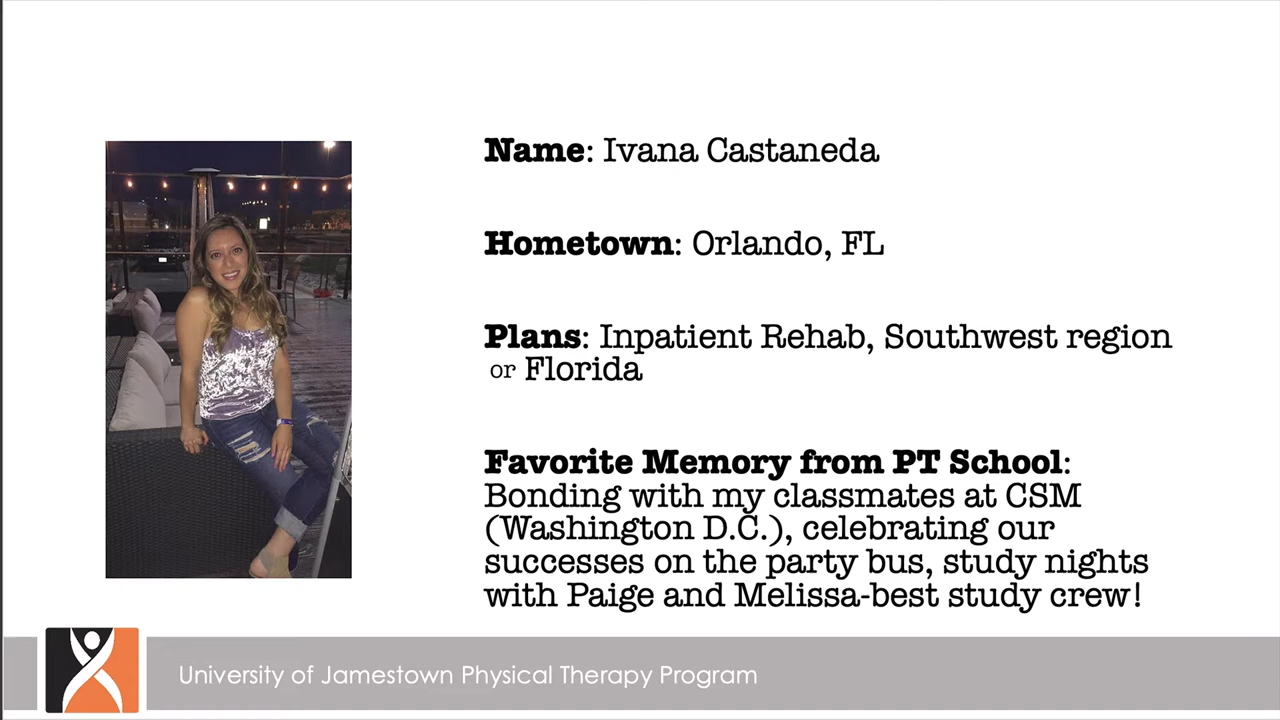 Name: Ivana Castaneda
Hometown: Orlando, FL
Plans: Inpatient Rehab, Southwest region
or Florida
Favorite Memory from PT School:
Bonding with my classmates at CSM
(Washington D.C.), celebrating our
successes on the party bus, study nights
with Paige and Melissa-best study crew!
University of Jamestown Physical Therapy Program